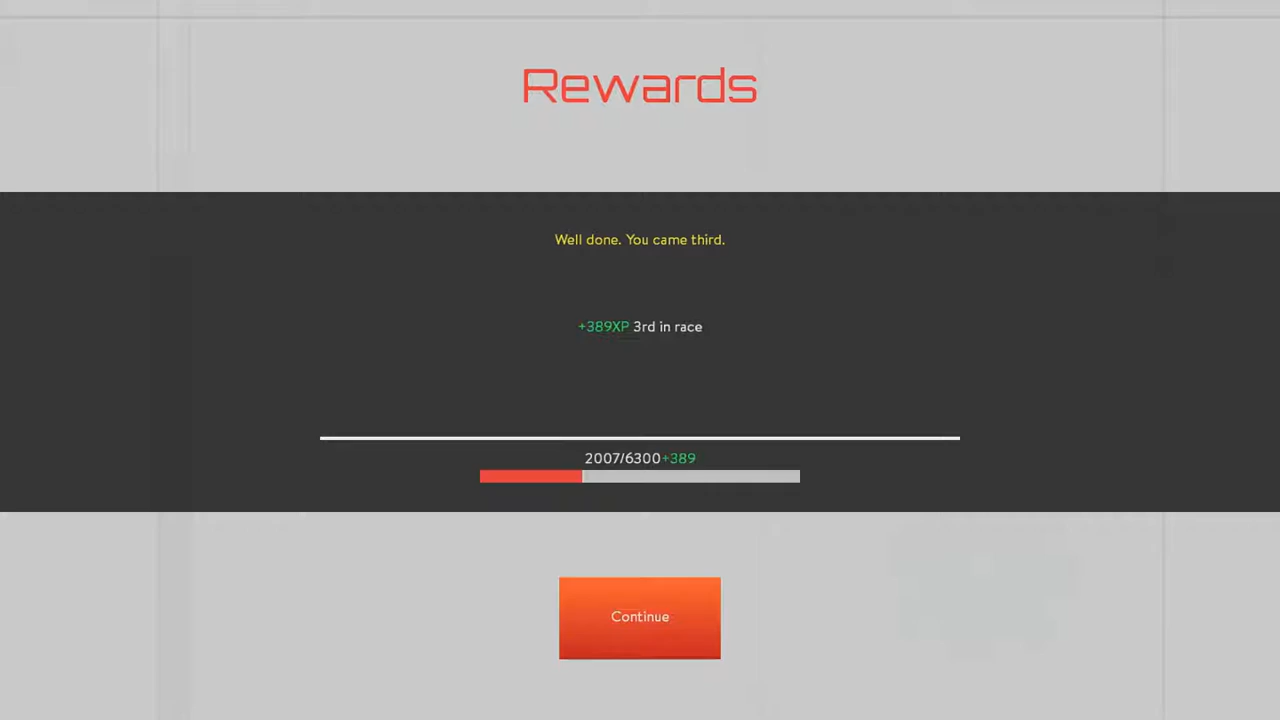 Rewards
Well done. You came third.
+389XP 3rd in race
2007/6300+389
Continue